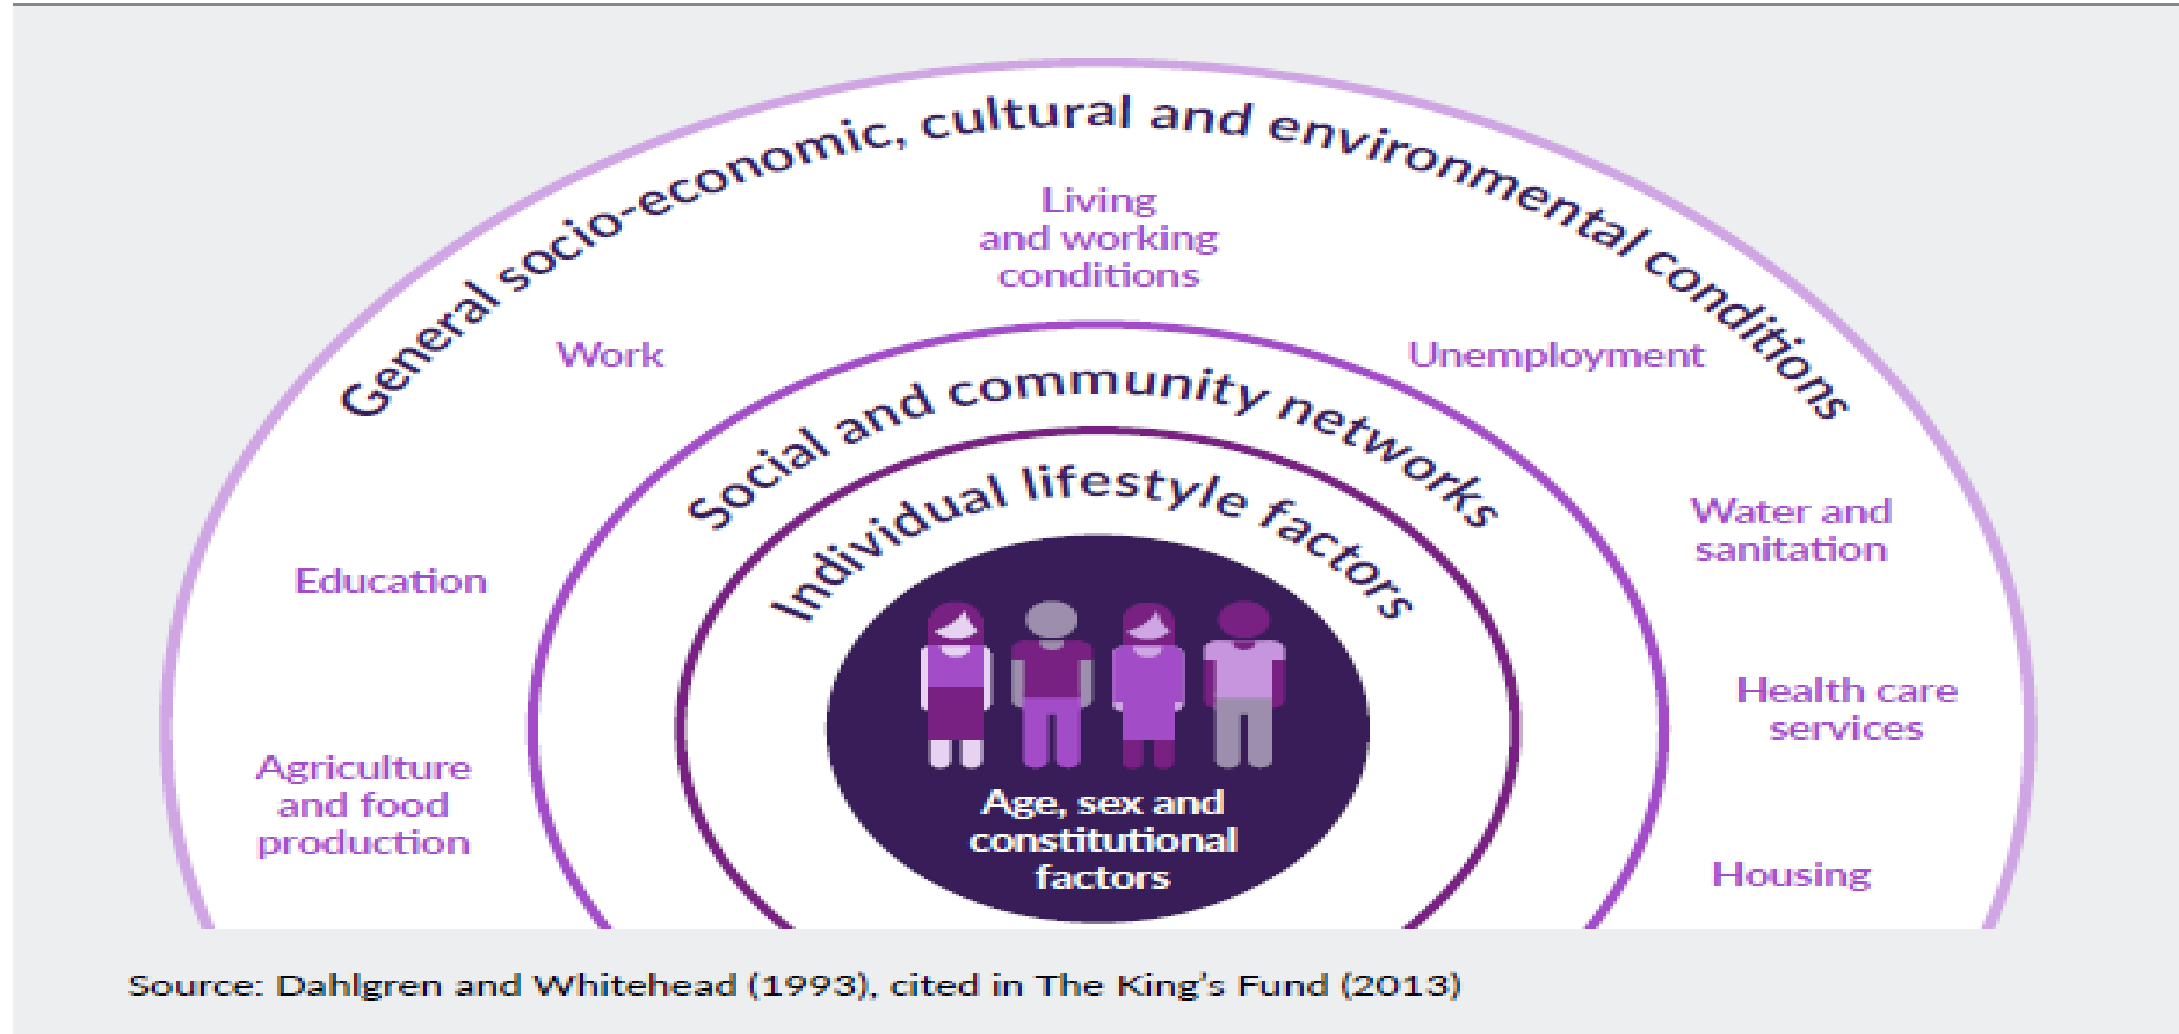 General socio-economic, cultural and environmental conditions
Living
and working
conditions
Work
Unemployment
Social and community networks
Individual lifestyle factors
Water and
sanitation
Education
Health care
services
Agriculture
and food
production
Age, sex and
constitutional
factors
Housing
Source: Dahlgren and Whitehead (1993), cited in The King’s Fund (2013)